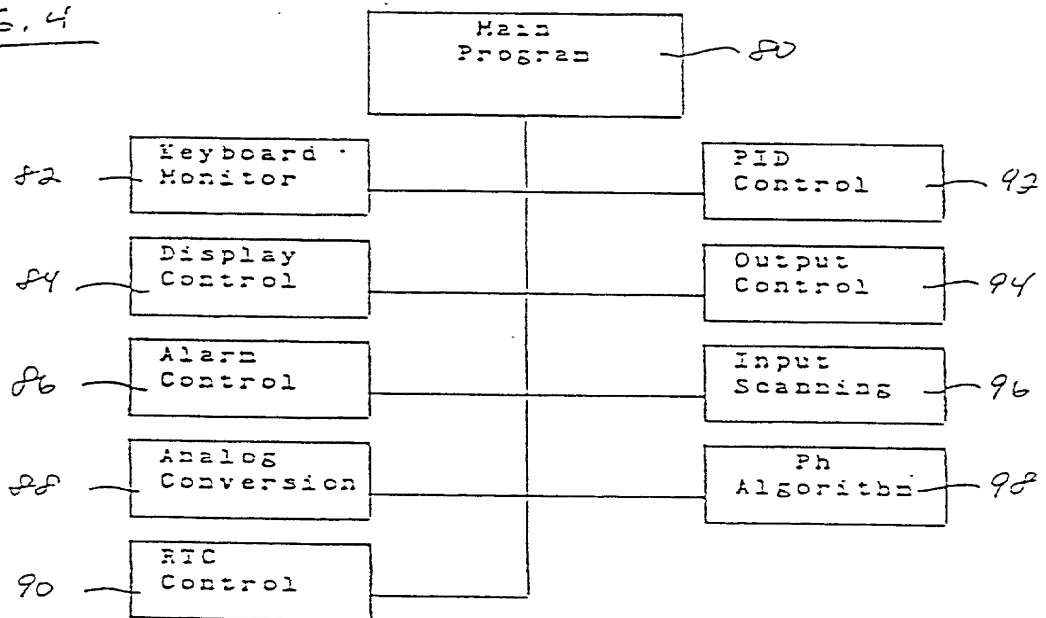 G. 4
Main
Program
80
Keyboard
Monitor
82
PID
Control
92
Display
Control
84
Output
Control
94
Alarm
Control
86
Input
Scanning
96
Analog
Conversion
88
Ph
Algorithm
98
RTC
Control
90